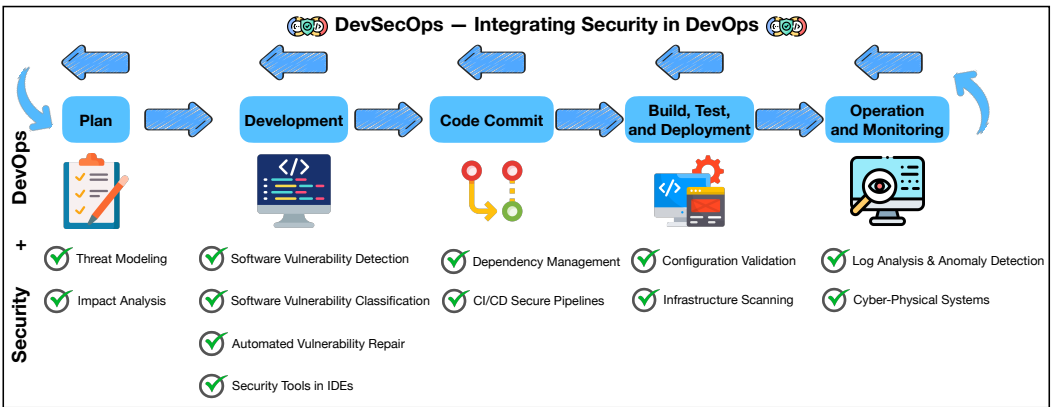 DevSecOps — Integrating Security in DevOps
Plan
Development
Code Commit
Build, Test,
and Deployment
Operation
and Monitoring
DevOps
+
Security
Threat Modeling
Impact Analysis
Software Vulnerability Detection
Software Vulnerability Classification
Automated Vulnerability Repair
Security Tools in IDEs
Dependency Management
CI/CD Secure Pipelines
Configuration Validation
Infrastructure Scanning
Log Analysis & Anomaly Detection
Cyber-Physical Systems